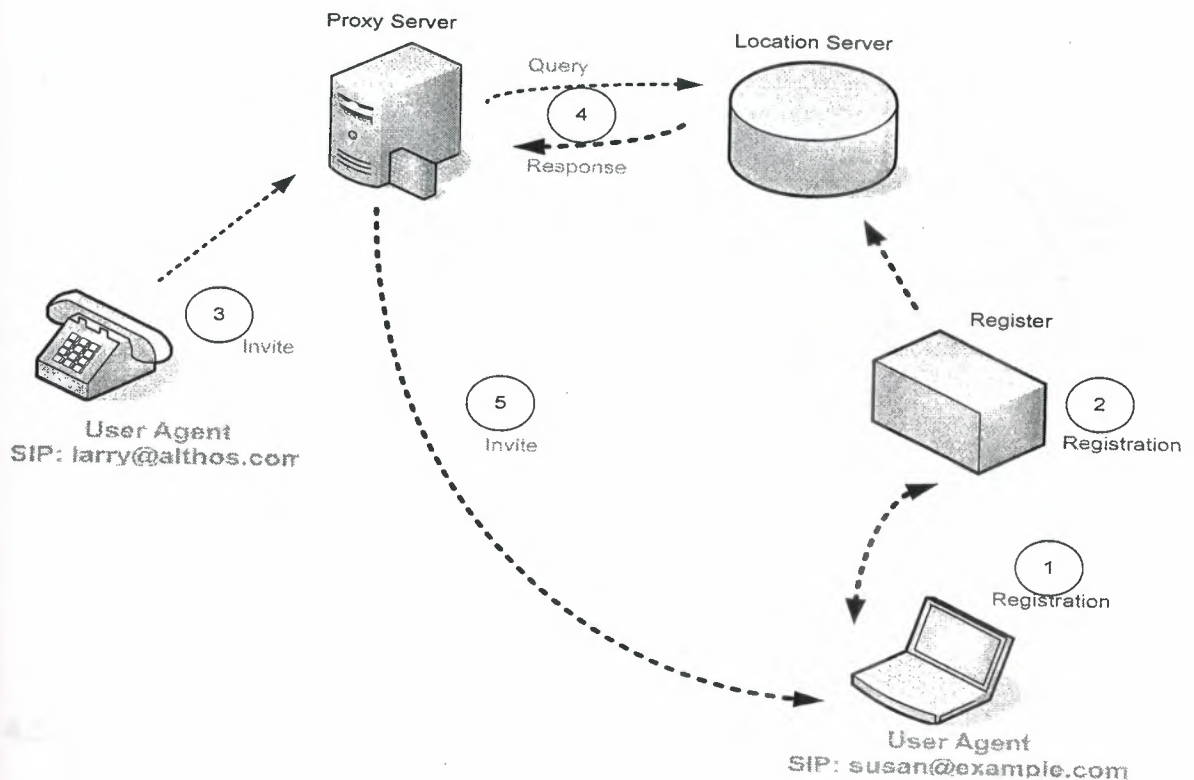 Proxy Server
Location Server
Query
4
Response
3
Invite
Register
User Agent
SIP: larry@althos.com
5
Invite
2
Registration
1
Registration
User Agent
SIP: susan@example.com